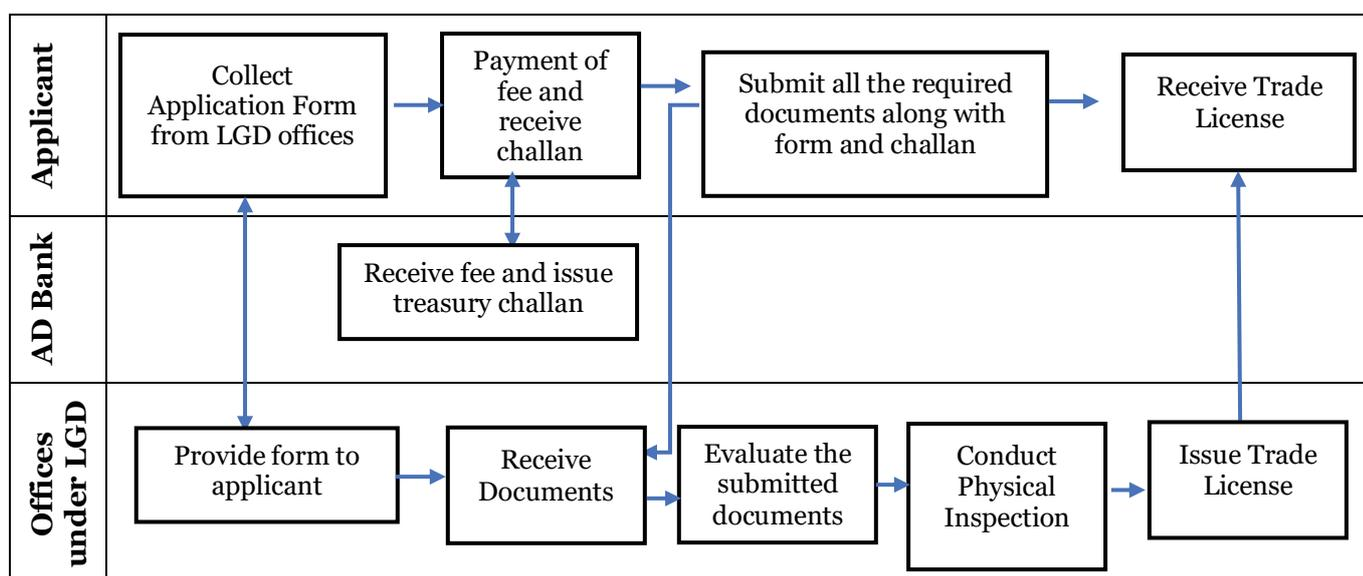 Applicant
Collect
Application Form
from LGD offices
Payment of
fee and
receive
challan
Submit all the required
documents along with
form and challan
Receive Trade
License
AD Bank
Receive fee and issue
treasury challan
Offices
under LGD
Provide form to
applicant
Receive
Documents
Evaluate the
submitted
documents
Conduct
Physical
Inspection
Issue Trade
License